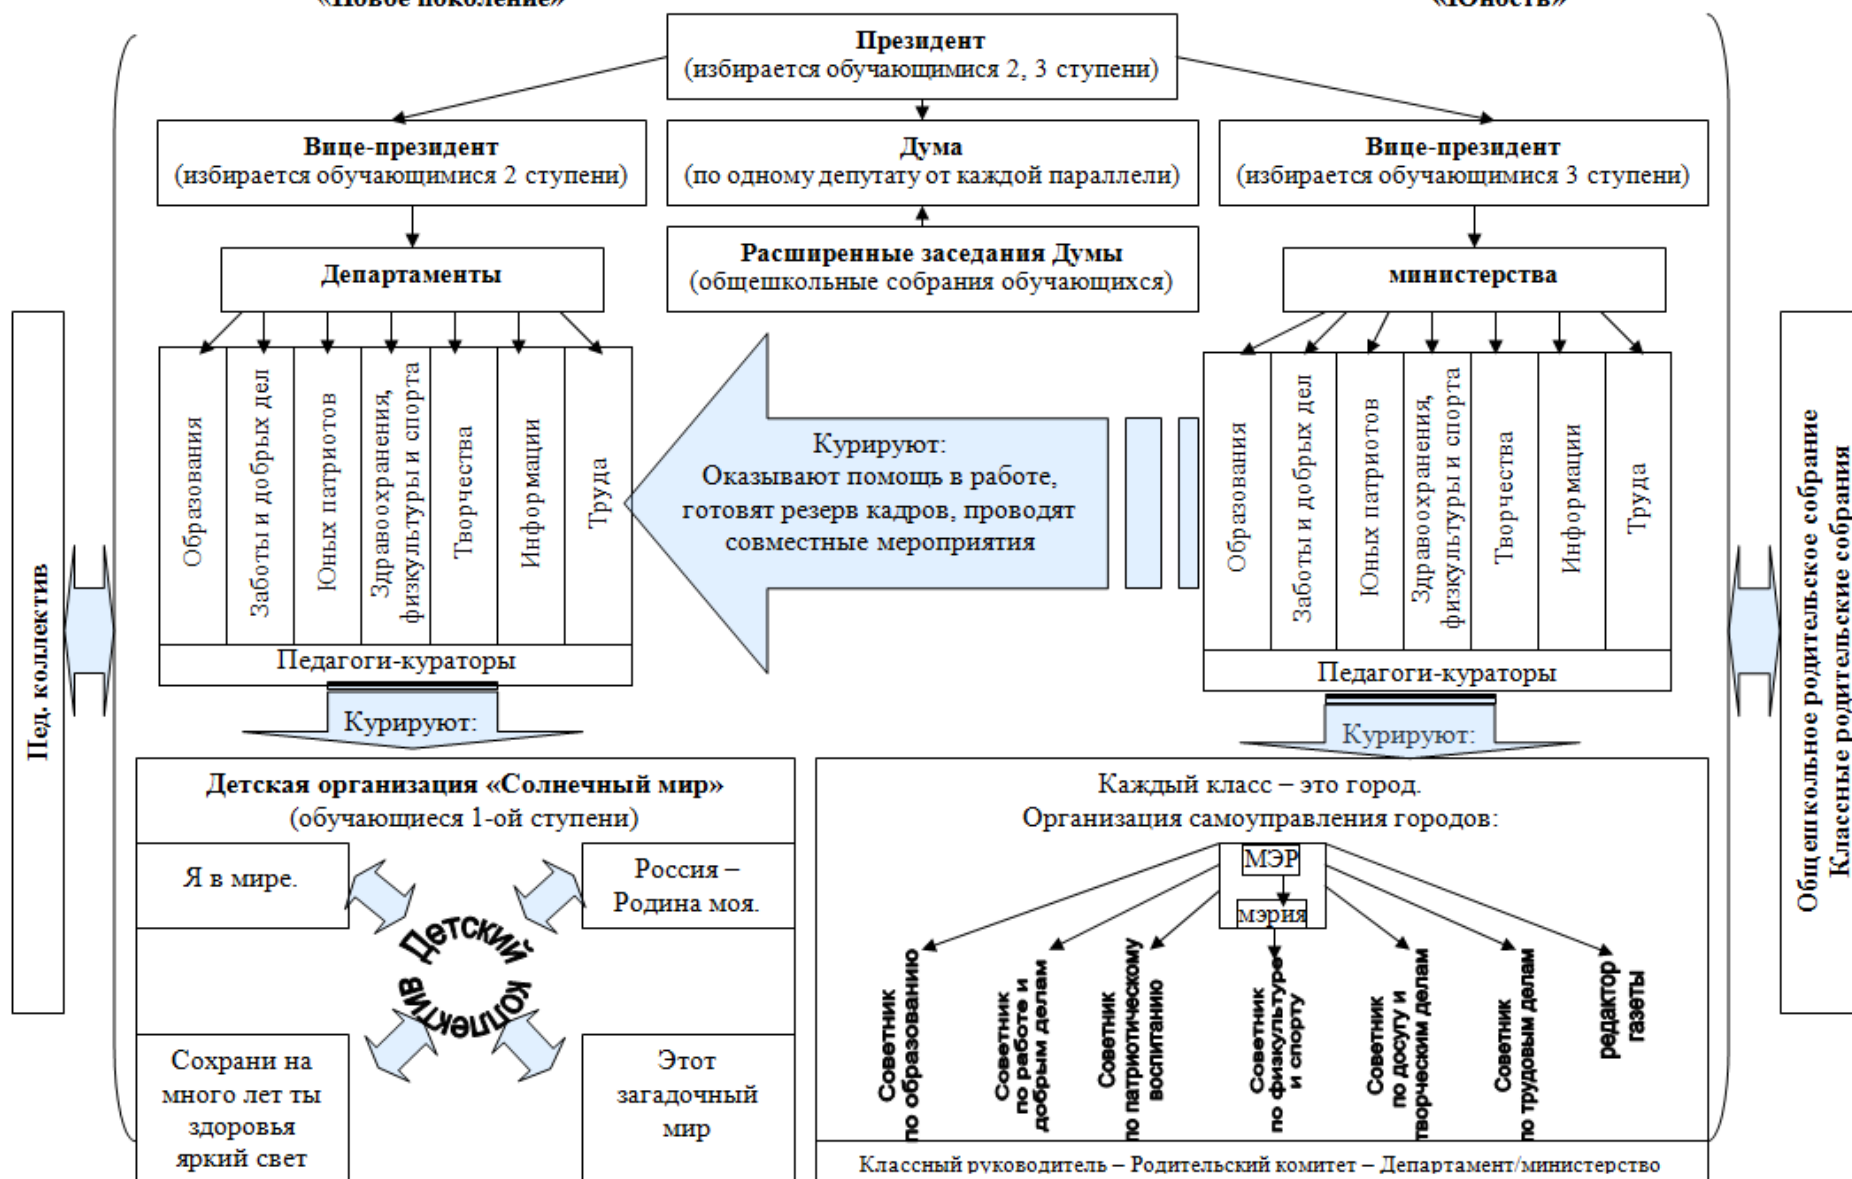 «Новое поколение»
«Юность»
Президент
(избирается обучающимися 2, 3 ступени)
Вице-президент
(избирается обучающимися 2 ступени)
Дума
(по одному депутату от каждой параллели)
Вице-президент
(избирается обучающимися 3 ступени)
Расширенные заседания Думы
(общешкольные собрания обучающихся)
Департаменты
министерства
Образования
Заботы и добрых дел
Юных патриотов
Здравоохранения,
физкультуры и спорта
Творчества
Информации
Труда
Педагоги-кураторы
Курируют:
Оказывают помощь в работе,
готовят резерв кадров, проводят
совместные мероприятия
Образования
Заботы и добрых дел
Юных патриотов
Здравоохранения,
физкультуры и спорта
Творчества
Информации
Труда
Педагоги-кураторы
Пед. коллектив
Общешкольное родительское собрание
Классные родительские собрания
Курируют:
Курируют:
Детская организация «Солнечный мир»
(обучающиеся 1-ой ступени)
Я в мире.
Россия –
Родина моя.
Детский
коллектив
Сохрани на
много лет ты
здоровья
яркий свет
Этот
загадочный
мир
Каждый класс – это город.
Организация самоуправления городов:
МЭР
мэрия
Советник
по образованию
Советник
по работе и
добрым делам
Советник
по патриотическому
воспитанию
Советник
по физкультуре
и спорту
Советник
по досугу и
творческим делам
Советник
по трудовым делам
редактор
газеты
Классный руководитель – Родительский комитет – Департамент/министерство